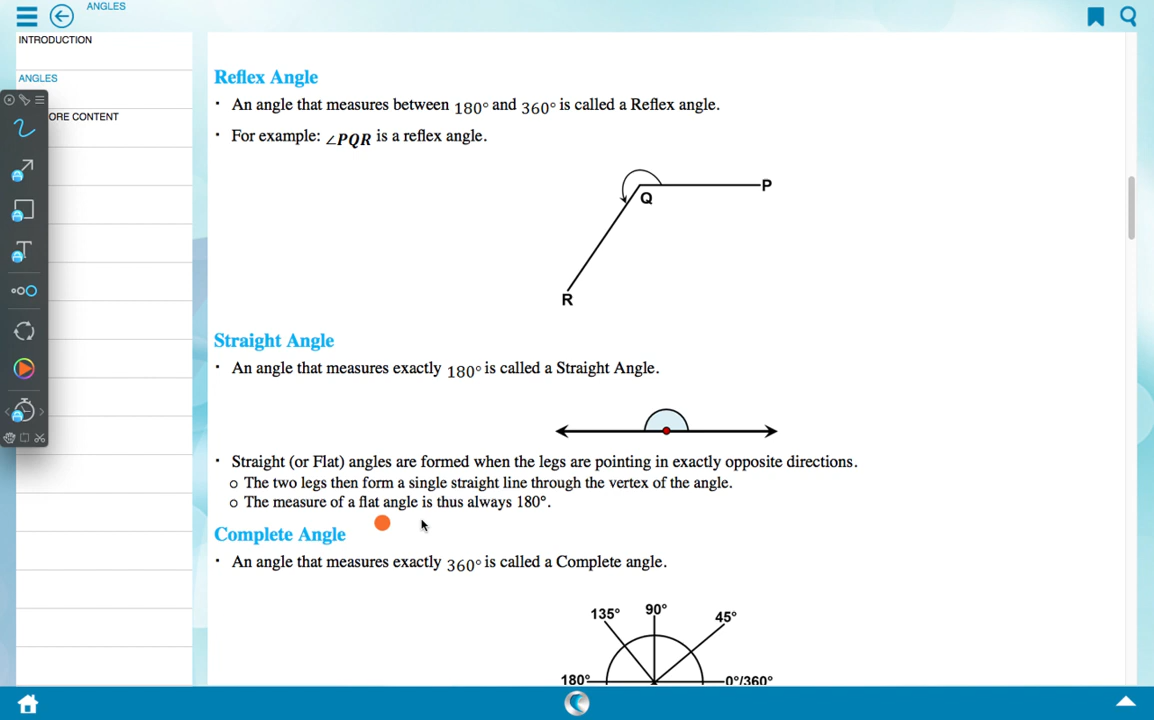 ANGLES
INTRODUCTION
ANGLES
ORE CONTENT
Reflex Angle
· An angle that measures between 180° and 360° is called a Reflex angle.
· For example: ∠PQR is a reflex angle.
P
Q
R
Straight Angle
· An angle that measures exactly 180° is called a Straight Angle.
· Straight (or Flat) angles are formed when the legs are pointing in exactly opposite directions.
o The two legs then form a single straight line through the vertex of the angle.
o The measure of a flat angle is thus always 180°.
Complete Angle
· An angle that measures exactly 360° is called a Complete angle.
135° 90° 45°
180° 0°/360°